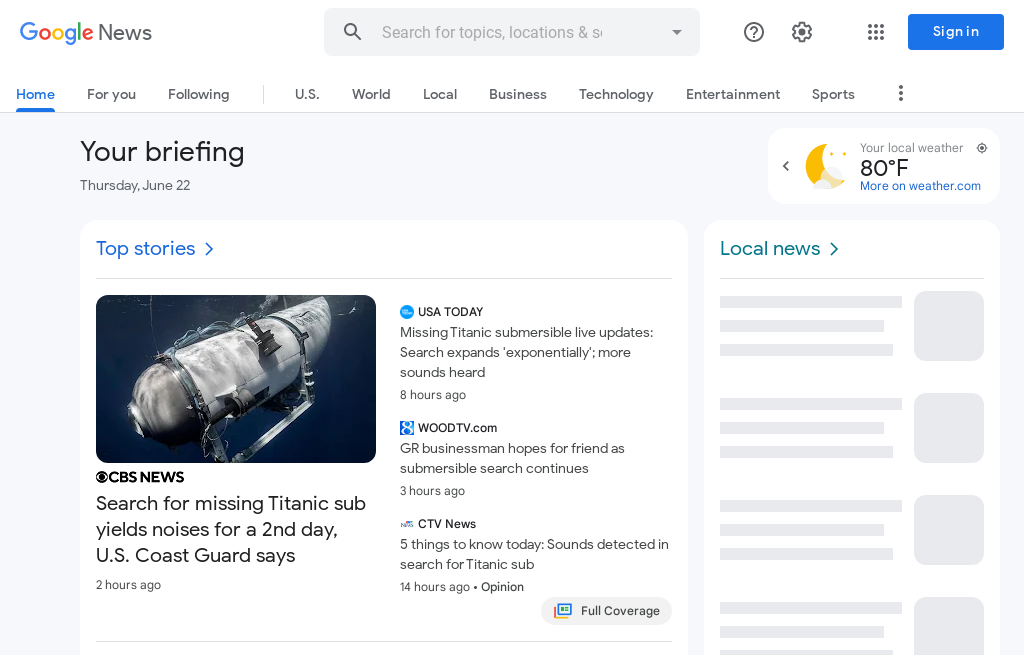 Google News
Search for topics, locations & s
Sign in
Home
For you
Following
U.S.
World
Local
Business
Technology
Entertainment
Sports
Your briefing
Thursday, June 22
Your local weather
80°F
More on weather.com
Top stories
CBS NEWS
Search for missing Titanic sub
yields noises for a 2nd day,
U.S. Coast Guard says
2 hours ago
USA TODAY
Missing Titanic submersible live updates:
Search expands 'exponentially'; more
sounds heard
8 hours ago
WOODTV.com
GR businessman hopes for friend as
submersible search continues
3 hours ago
CTV News
5 things to know today: Sounds detected in
search for Titanic sub
14 hours ago • Opinion
Full Coverage
Local news